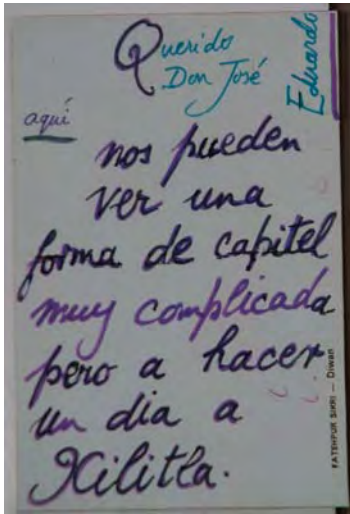 Querido
Don José
Eduardo
aquí
nos pueden
ver una
forma de capitel
muy complicada
pero a hacer
un dia a
Xilitla.
FATEHPUR SIKRI — Diwan